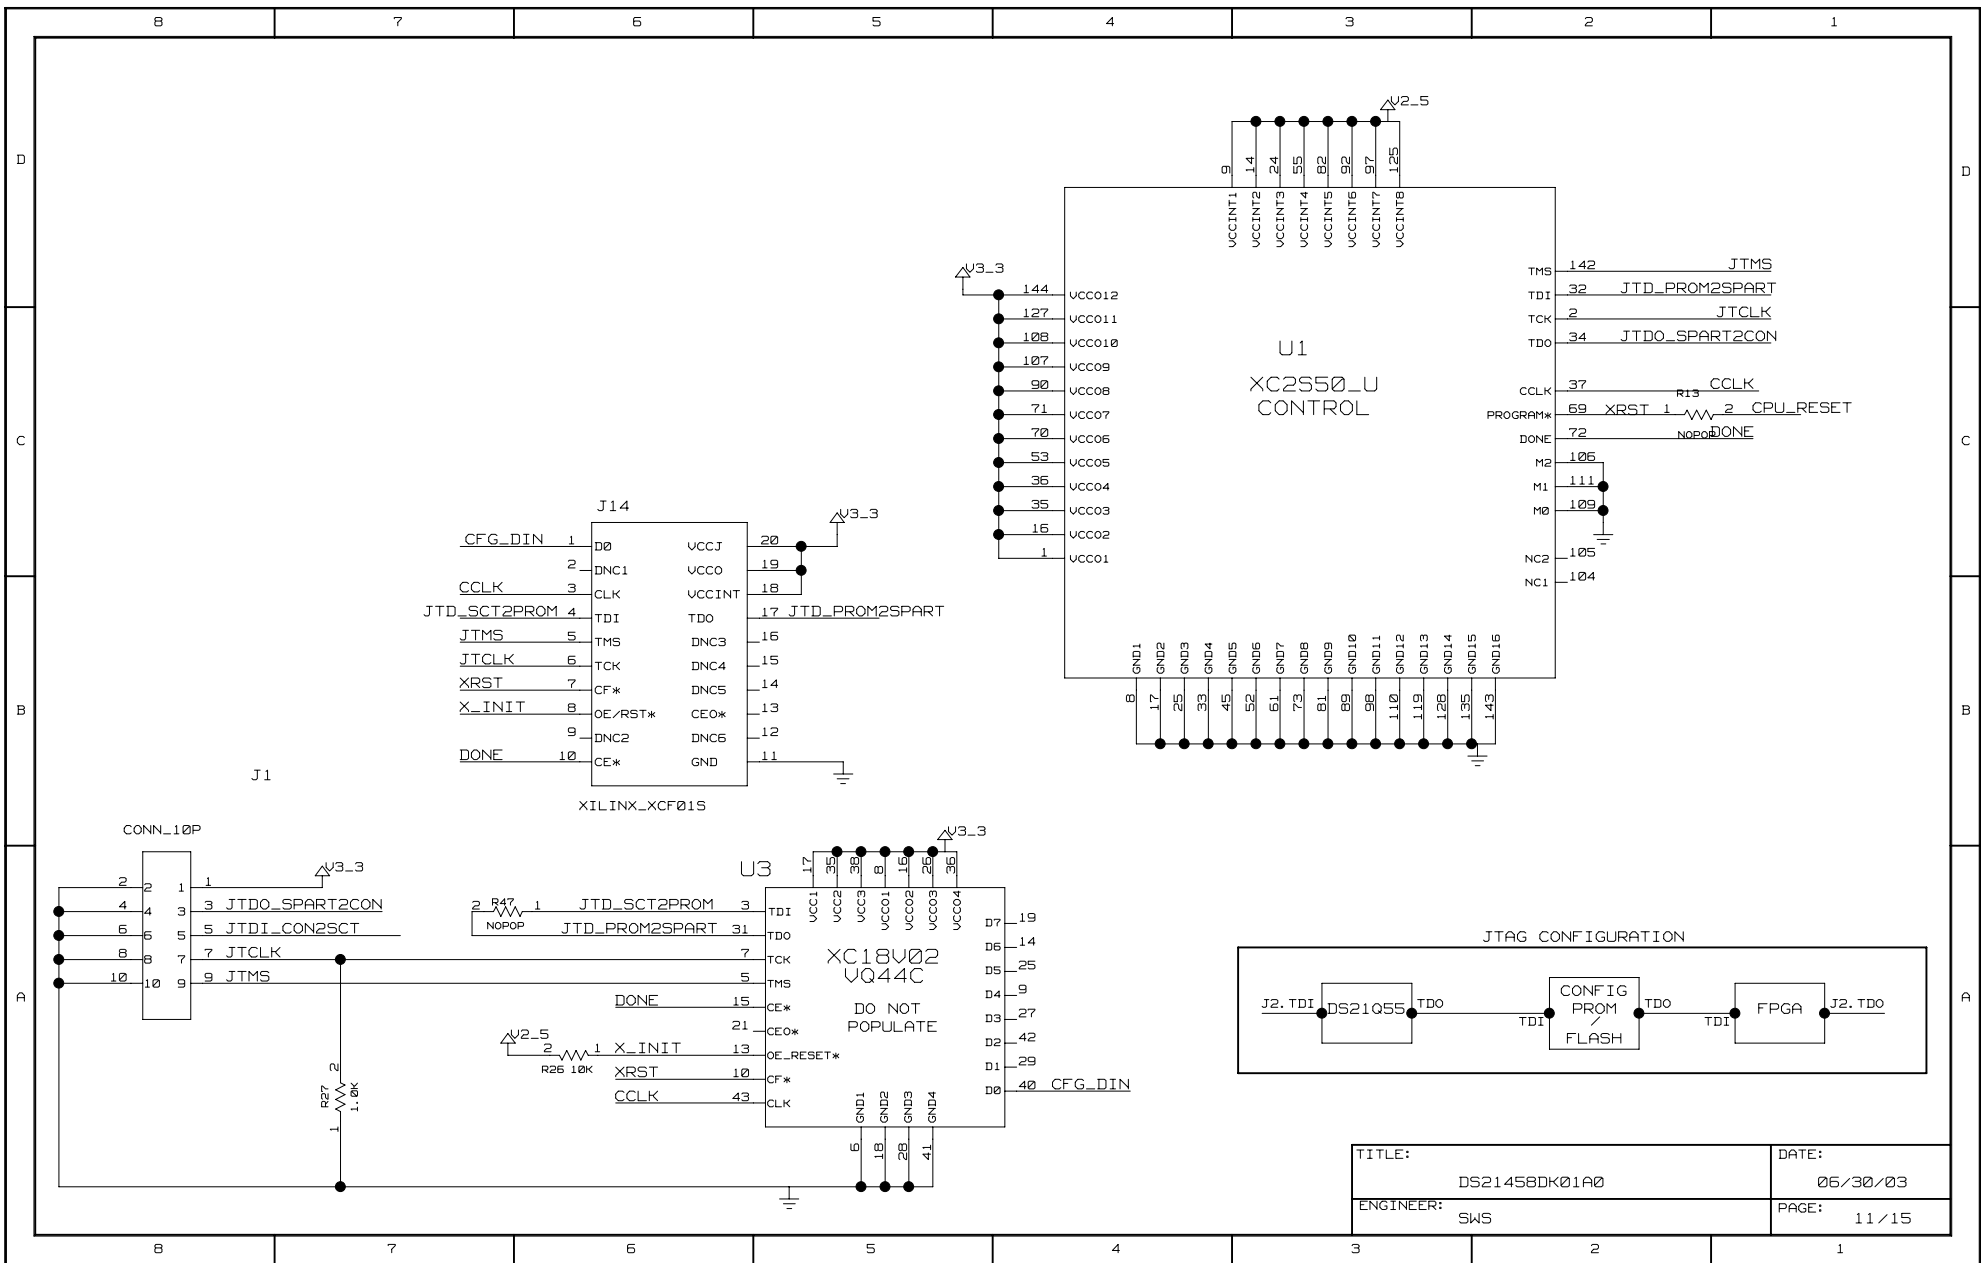 8 7 6 5 4 3 2 1
D
D
C
C
B
B
A
A
V2_5
9 14 24 55 82 92 97 125
VCCINT1 VCCINT2 VCCINT3 VCCINT4 VCCINT5 VCCINT6 VCCINT7 VCCINT8
V3_3
144 VCCO12
127 VCCO11
108 VCCO10
107 VCCO9
90 VCCO8
71 VCCO7
70 VCCO6
53 VCCO5
36 VCCO4
35 VCCO3
16 VCCO2
1 VCCO1
U1
XC2S50_U
CONTROL
TMS 142 JTMS
TDI 32 JTD_PROM2SPART
TCK 2 JTCLK
TDO 34 JTDO_SPART2CON
CCLK 37 CCLK
R13
PROGRAM* 69 XRST 1 2 CPU_RESET
NOPOP
DONE 72 DONE
M2 106
M1 111
M0 109
NC2 105
NC1 104
GND1 GND2 GND3 GND4 GND5 GND6 GND7 GND8 GND9 GND10 GND11 GND12 GND13 GND14 GND15 GND16
8 17 25 33 45 52 61 73 81 89 98 110 119 128 135 143
J14
V3_3
CFG_DIN 1 D0 VCCJ 20
2 DNC1 VCCO 19
CCLK 3 CLK VCCINT 18
JTD_SCT2PROM 4 TDI TDO 17 JTD_PROM2SPART
JTMS 5 TMS DNC3 16
JTCLK 6 TCK DNC4 15
XRST 7 CF* DNC5 14
X_INIT 8 OE/RST* CEO* 13
9 DNC2 DNC6 12
DONE 10 CE* GND 11
XILINX_XCF01S
J1
CONN_10P
V3_3
2 2 1 1
4 4 3 3 JTDO_SPART2CON
6 6 5 5 JTDI_CON2SCT
8 8 7 7 JTCLK
10 10 9 9 JTMS
2
R27
1.0K
1
U3
V3_3
17 35 38 8 16 26 36
VCC1 VCC2 VCC3 VCCO1 VCCO2 VCCO3 VCCO4
2 R47 1 JTD_SCT2PROM 3 TDI
NOPOP
JTD_PROM2SPART 31 TDO
7 TCK
5 TMS
DONE 15 CE*
21 CEO*
V2_5
2 1 X_INIT 13 OE_RESET*
R26 10K
XRST 10 CF*
CCLK 43 CLK
XC18V02
VQ44C
DO NOT
POPULATE
D7 19
D6 14
D5 25
D4 9
D3 27
D2 42
D1 29
D0 40 CFG_DIN
GND1 GND2 GND3 GND4
6 18 28 41
JTAG CONFIGURATION
J2.TDI DS21Q55 TDO
TDI CONFIG PROM / FLASH TDO
TDI FPGA J2.TDO
TITLE:
DS21458DK01A0
DATE:
06/30/03
ENGINEER:
SWS
PAGE:
11/15
8 7 6 5 4 3 2 1